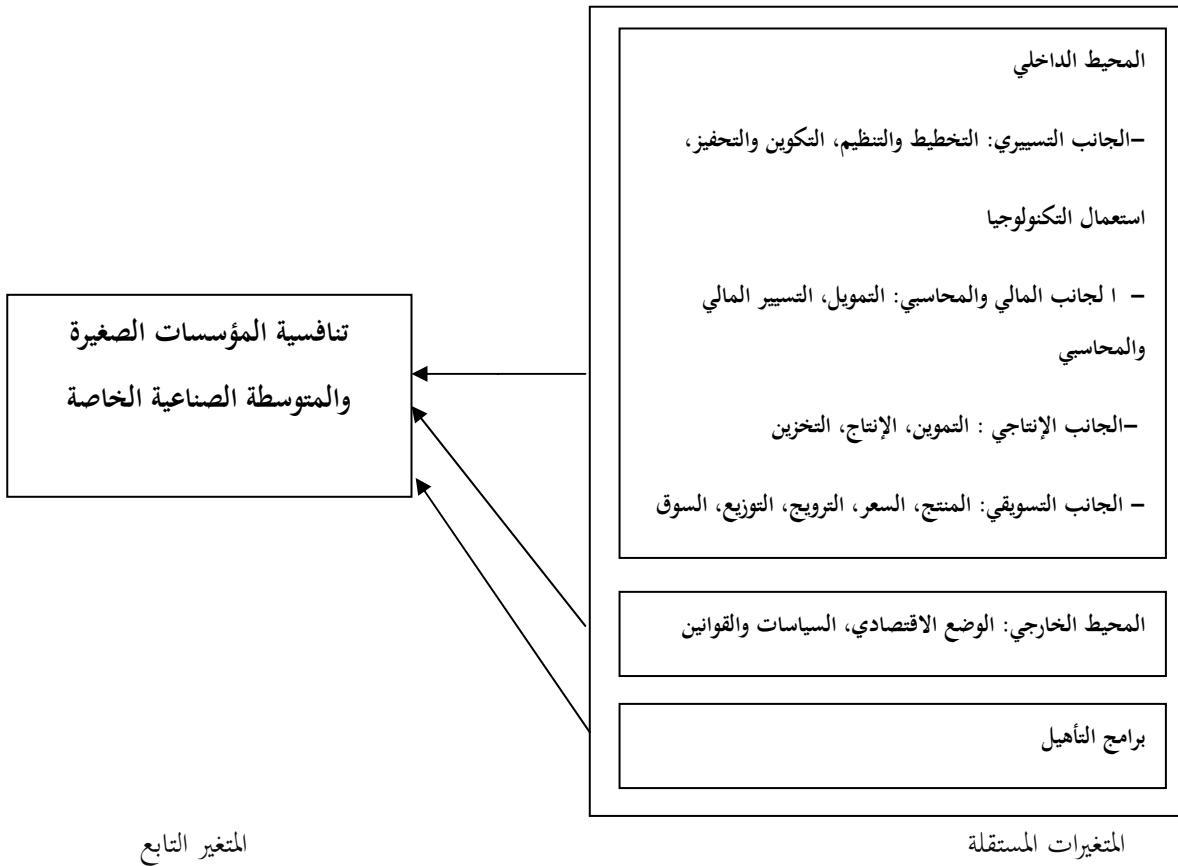 المحيط الداخلي
–الجانب التسييري: التخطيط والتنظيم، التكوين والتحفيز،
استعمال التكنولوجيا
– ا لجانب المالي والمحاسبي: التمويل، التسيير المالي
والمحاسبي
–الجانب الإنتاجي : التموين، الإنتاج، التخزين
– الجانب التسويقي: المنتج، السعر، الترويج، التوزيع، السوق
المحيط الخارجي: الوضع الاقتصادي، السياسات والقوانين
برامج التأهيل
تنافسية المؤسسات الصغيرة
والمتوسطة الصناعية الخاصة
المتغيرات المستقلة
المتغير التابع